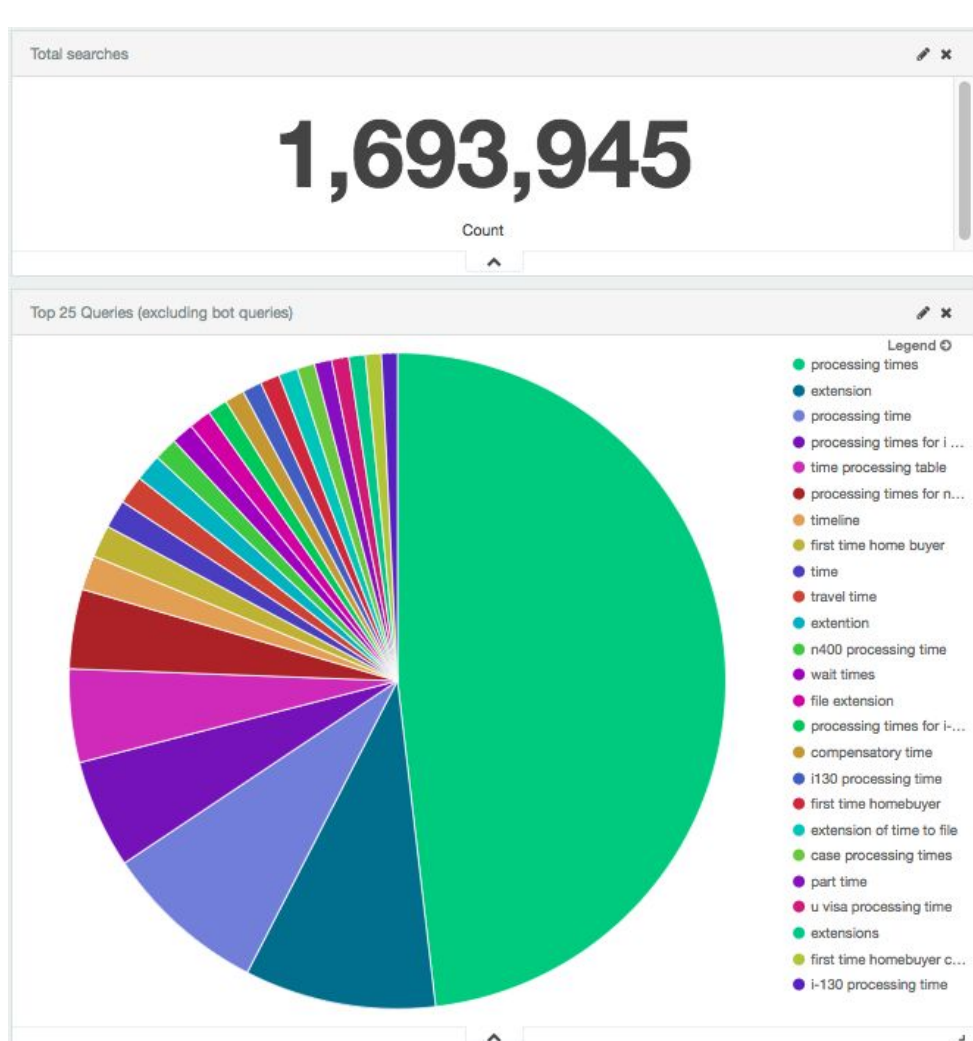 Total searches
1,693,945
Count
Top 25 Queries (excluding bot queries)
Legend
processing times
extension
processing time
processing times for i ...
time processing table
processing times for n...
timeline
first time home buyer
time
travel time
extention
n400 processing time
wait times
file extension
processing times for i-...
compensatory time
i130 processing time
first time homebuyer
extension of time to file
case processing times
part time
u visa processing time
extensions
first time homebuyer c...
i-130 processing time